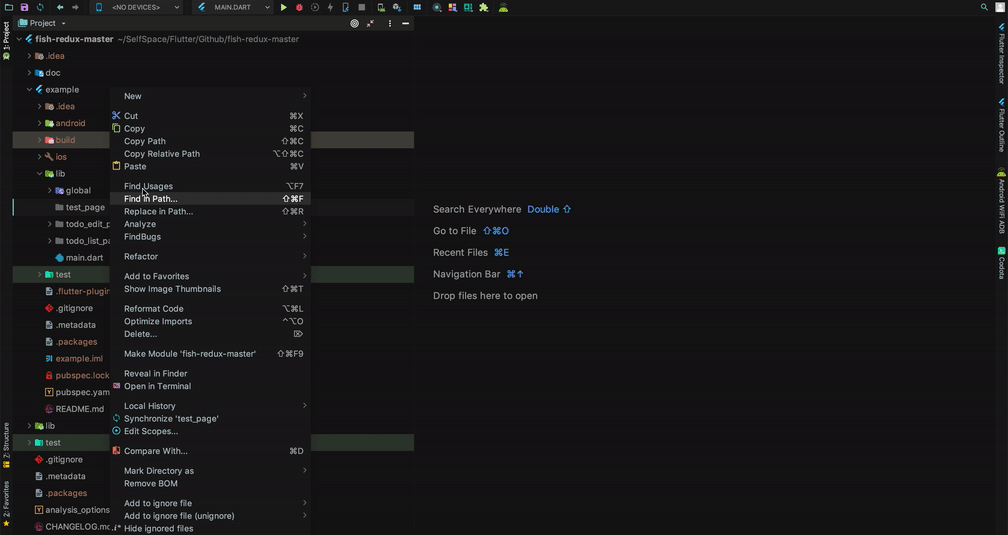 <NO DEVICES>
MAIN.DART
Project
fish-redux-master ~/SelfSpace/Flutter/Github/fish-redux-master
.idea
doc
example
.idea
android
build
ios
lib
global
test_page
todo_edit_p
todo_list_pa
main.dart
test
.flutter-plugin
.gitignore
.metadata
.packages
example.iml
pubspec.lock
pubspec.yam
README.md
lib
test
.gitignore
.metadata
.packages
analysis_options
CHANGELOG.mc
New
Cut ⌘X
Copy ⌘C
Copy Path ⇧⌘C
Copy Relative Path ⌥⇧⌘C
Paste ⌘V
Find Usages ⌥F7
Find in Path... ⇧⌘F
Replace in Path... ⇧⌘R
Analyze
FindBugs
Refactor
Add to Favorites
Show Image Thumbnails ⇧⌘T
Reformat Code ⌥⌘L
Optimize Imports ^⌥O
Delete... ⌦
Make Module 'fish-redux-master' ⇧⌘F9
Reveal in Finder
Open in Terminal
Local History
Synchronize 'test_page'
Edit Scopes...
Compare With... ⌘D
Mark Directory as
Remove BOM
Add to ignore file
Add to ignore file (unignore)
Hide ignored files
Search Everywhere Double ⇧
Go to File ⇧⌘O
Recent Files ⌘E
Navigation Bar ⌘↑
Drop files here to open
1: Project
7: Structure
2: Favorites
Flutter Inspector
Flutter Outline
Android WiFi ADB
Codota